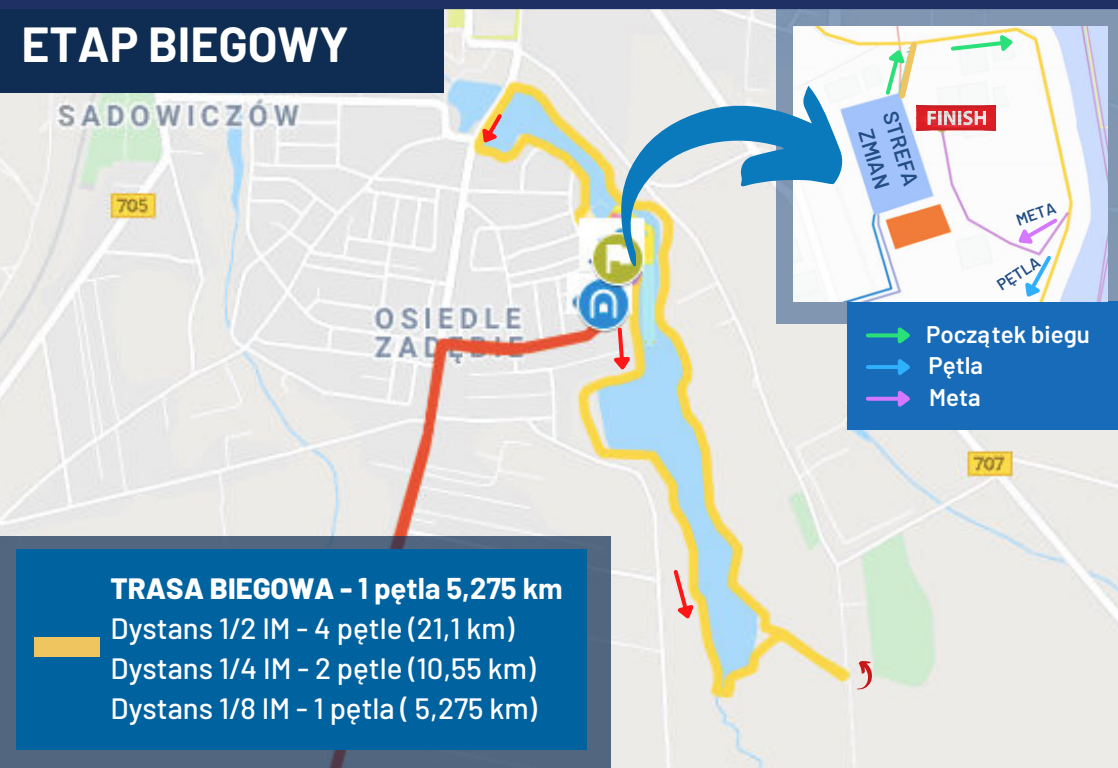 ETAP BIEGOWY
SADOWICZÓW
705
OSIEDLE
ZADĘBIE
707
STREFA
ZMIAN
FINISH
META
PĘTLA
Początek biegu
Pętla
Meta
TRASA BIEGOWA - 1 pętla 5,275 km
Dystans 1/2 IM - 4 pętle (21,1 km)
Dystans 1/4 IM - 2 pętle (10,55 km)
Dystans 1/8 IM - 1 pętla ( 5,275 km)